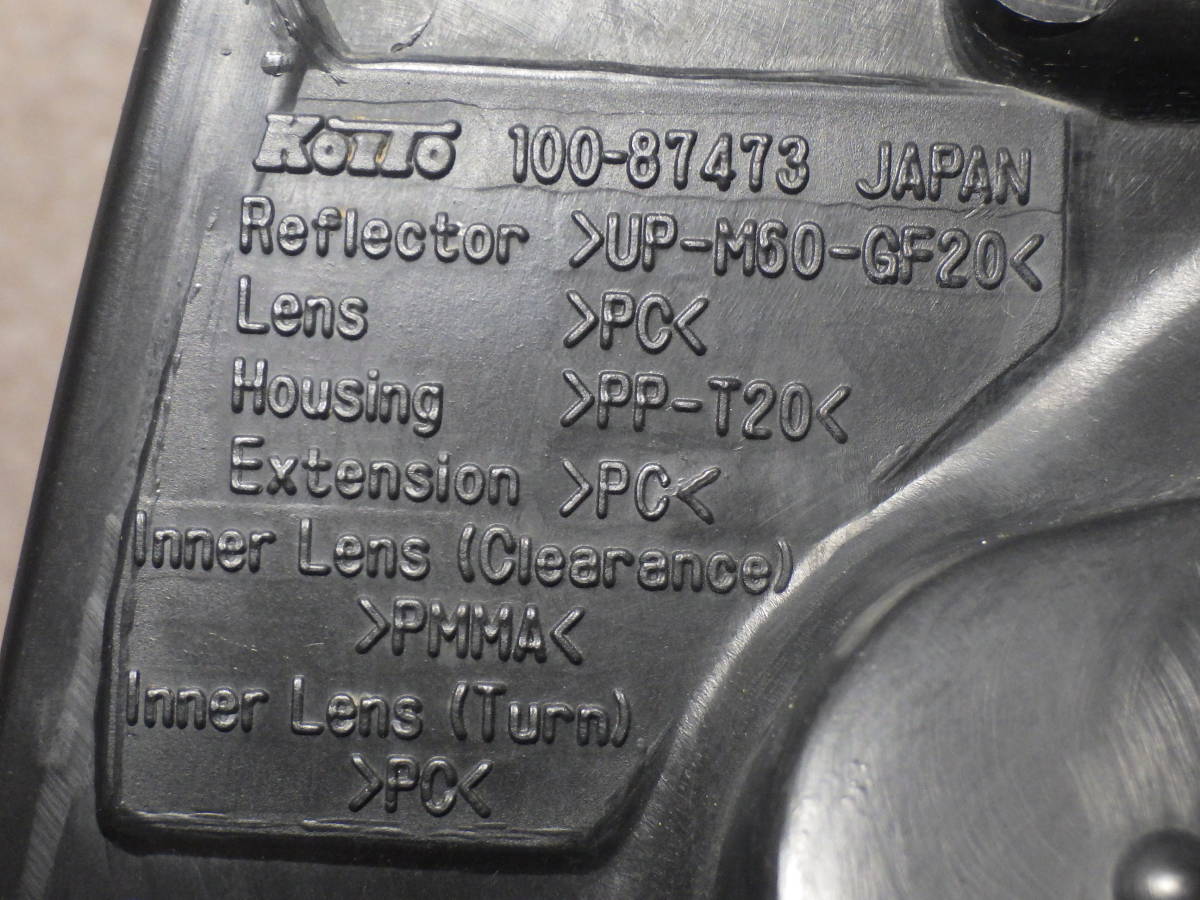 KOITO 100-87473 JAPAN
Reflector >UP-M60-GF20<
Lens >PC<
Housing >PP-T20<
Extension >PC<
Inner Lens (Clearance)
>PMMA<
Inner Lens (Turn)
>PC<